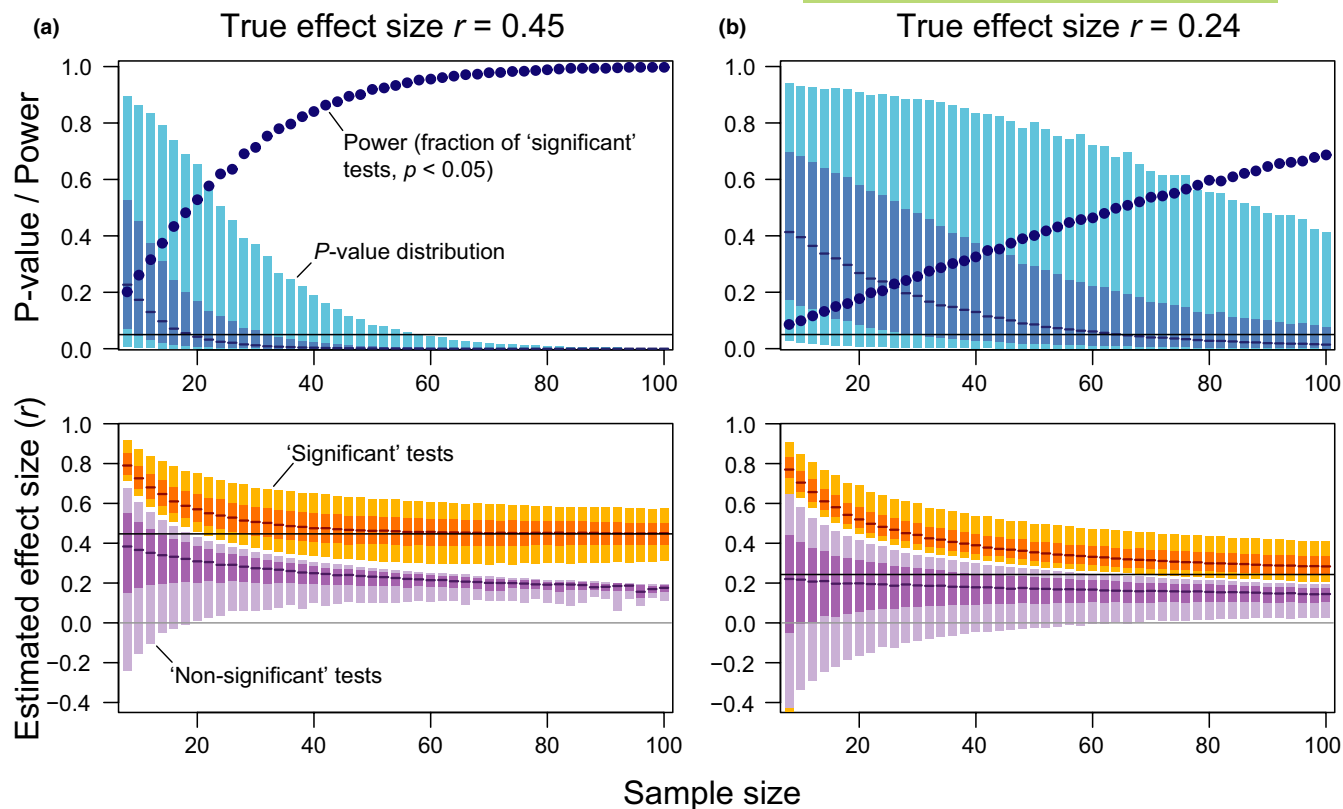 (a) True effect size r = 0.45
(b) True effect size r = 0.24
P-value / Power
1.0
0.8
0.6
0.4
0.2
0.0
Power (fraction of ‘significant’
tests, p < 0.05)
P-value distribution
20 40 60 80 100
1.0
0.8
0.6
0.4
0.2
0.0
20 40 60 80 100
Estimated effect size (r)
1.0
0.8
0.6
0.4
0.2
0.0
−0.2
−0.4
‘Significant’ tests
‘Non-significant’ tests
20 40 60 80 100
1.0
0.8
0.6
0.4
0.2
0.0
−0.2
−0.4
20 40 60 80 100
Sample size